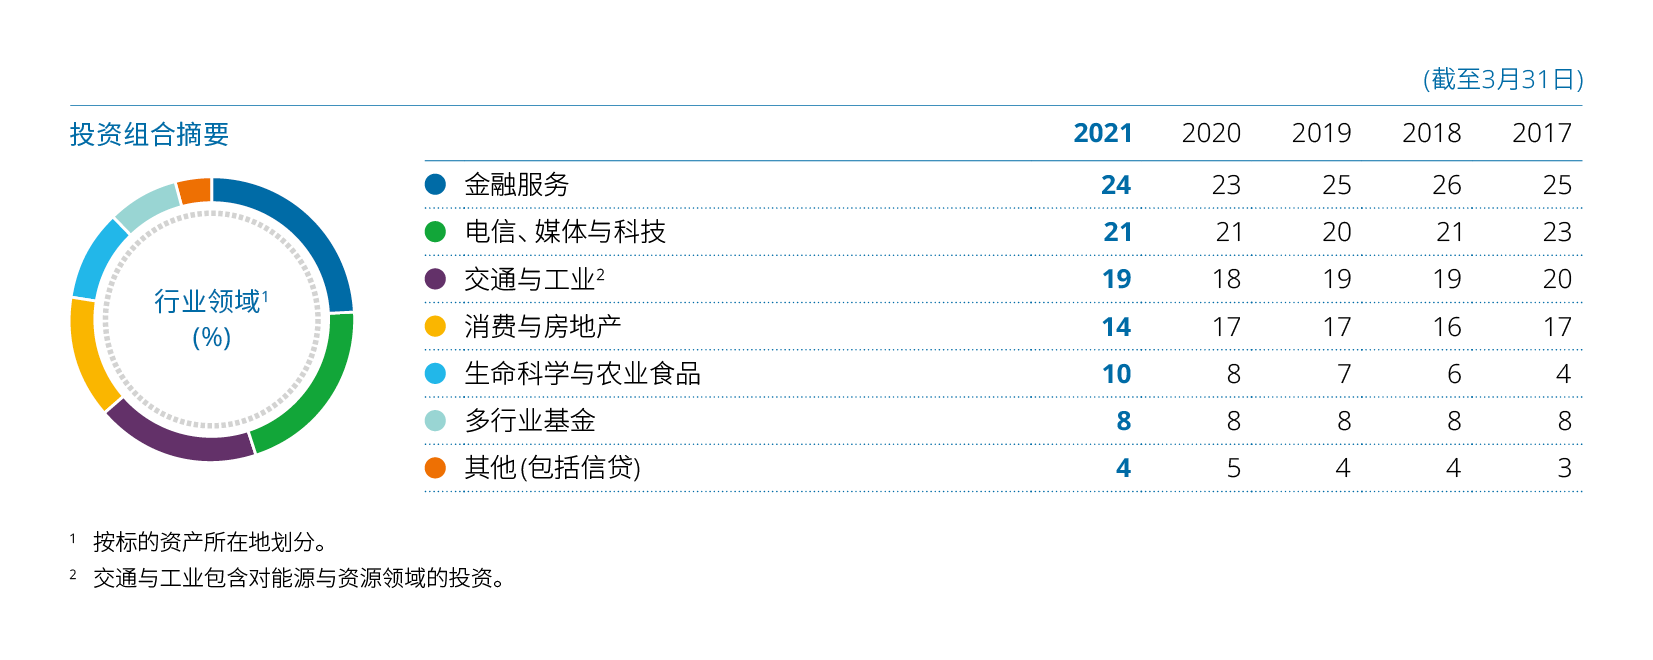 (截至3月31日)
投资组合摘要 2021 2020 2019 2018 2017
行业领域1
(%)
金融服务 24 23 25 26 25
电信、媒体与科技 21 21 20 21 23
交通与工业2 19 18 19 19 20
消费与房地产 14 17 17 16 17
生命科学与农业食品 10 8 7 6 4
多行业基金 8 8 8 8 8
其他(包括信贷) 4 5 4 4 3
1 按标的资产所在地划分。
2 交通与工业包含对能源与资源领域的投资。